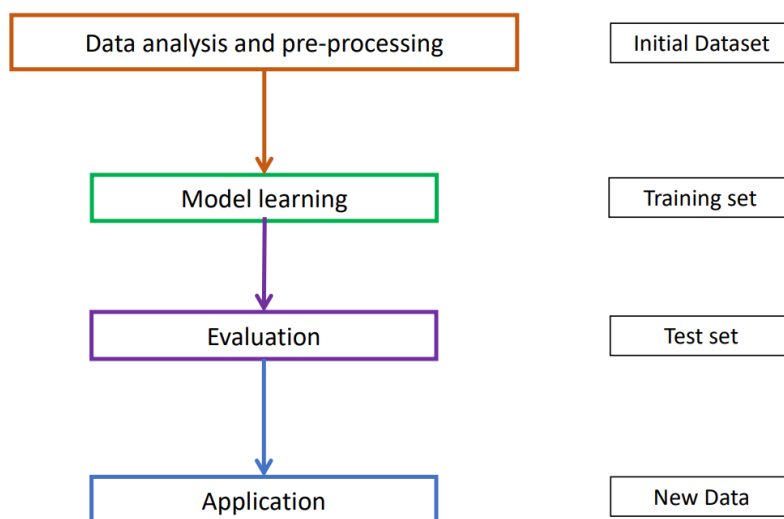 Data analysis and pre-processing
Initial Dataset
Model learning
Training set
Evaluation
Test set
Application
New Data